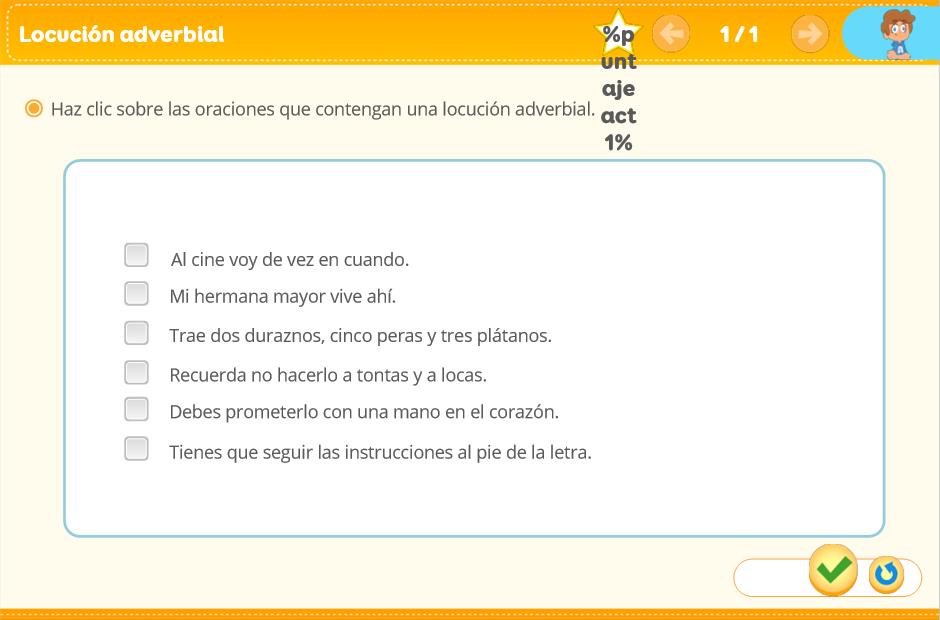 Locución adverbial
%p
unt
aje
act
1%
1 / 1
Haz clic sobre las oraciones que contengan una locución adverbial.
Al cine voy de vez en cuando.
Mi hermana mayor vive ahí.
Trae dos duraznos, cinco peras y tres plátanos.
Recuerda no hacerlo a tontas y a locas.
Debes prometerlo con una mano en el corazón.
Tienes que seguir las instrucciones al pie de la letra.